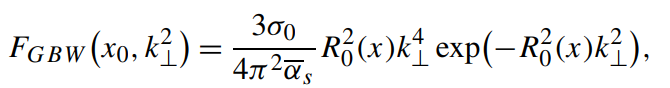 $F_{GBW}(x_0, k_\perp^2) = \frac{3\sigma_0}{4\pi^2 \overline{\alpha}_s} R_0^2(x) k_\perp^4 \exp(-R_0^2(x) k_\perp^2),$